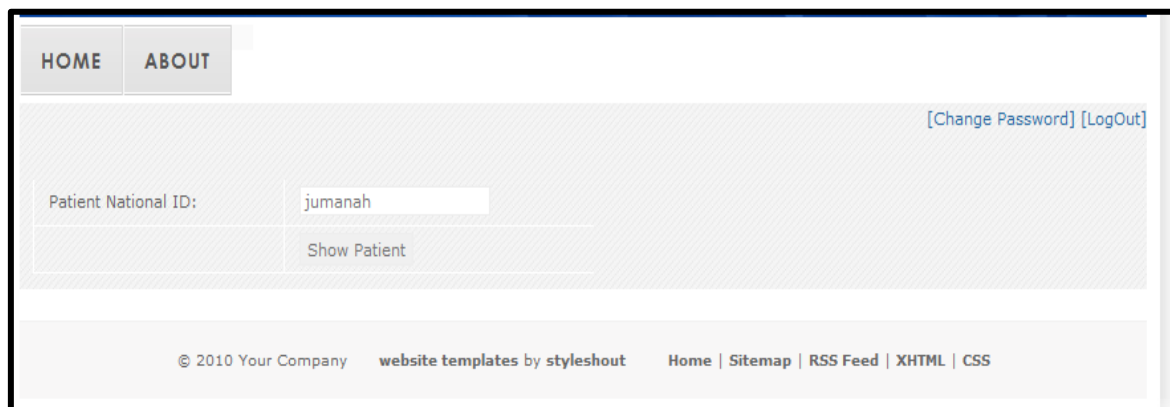 HOME ABOUT
[Change Password] [LogOut]
Patient National ID: jumanah
Show Patient
© 2010 Your Company website templates by styleshout Home | Sitemap | RSS Feed | XHTML | CSS